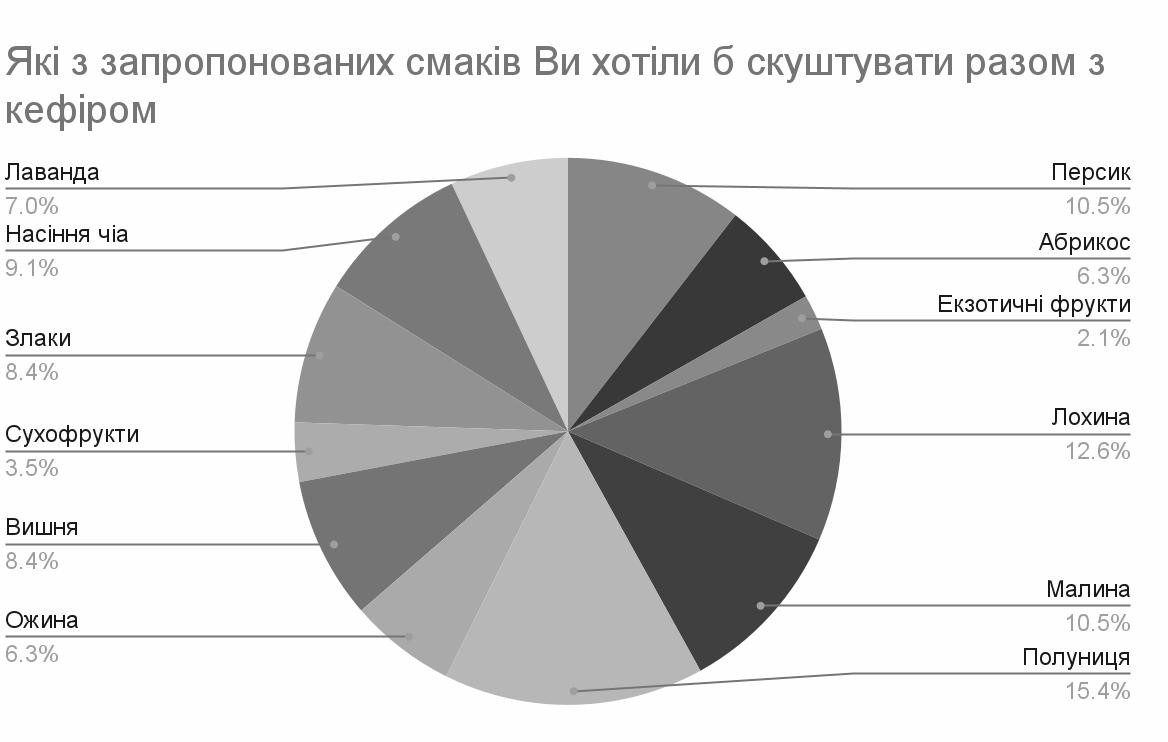 Які з запропонованих смаків Ви хотіли б скуштувати разом з
кефіром
Лаванда
7.0%
Насіння чіа
9.1%
Злаки
8.4%
Сухофрукти
3.5%
Вишня
8.4%
Ожина
6.3%
Персик
10.5%
Абрикос
6.3%
Екзотичні фрукти
2.1%
Лохина
12.6%
Малина
10.5%
Полуниця
15.4%